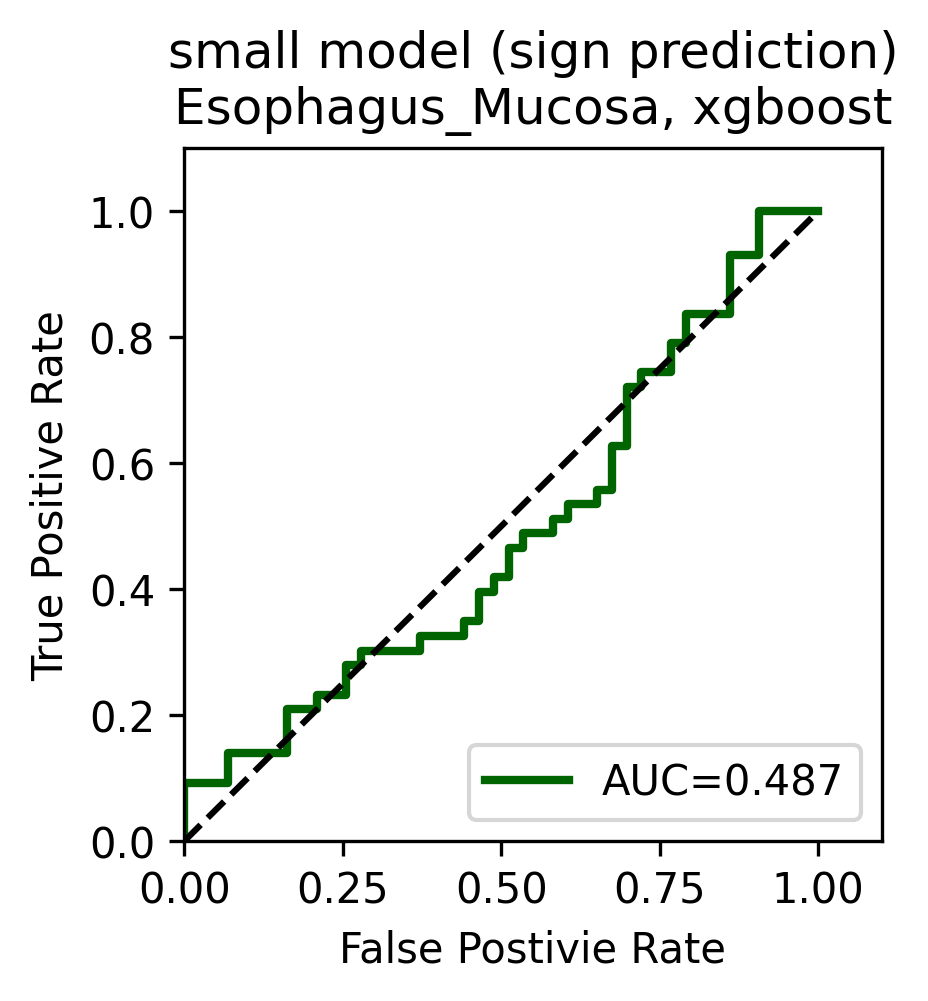 small model (sign prediction)
Esophagus_Mucosa, xgboost
1.0
0.8
0.6
0.4
0.2
0.0
True Positive Rate
AUC=0.487
0.00 0.25 0.50 0.75 1.00
False Postivie Rate